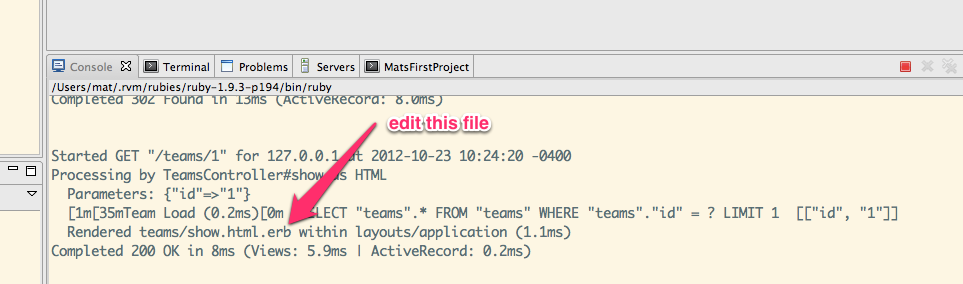 Console Terminal Problems Servers MatsFirstProject
/Users/mat/.rvm/rubies/ruby-1.9.3-p194/bin/ruby
Completed 302 Found in 13ms (ActiveRecord: 8.0ms)
edit this file
Started GET "/teams/1" for 127.0.0.1 at 2012-10-23 10:24:20 -0400
Processing by TeamsController#show as HTML
Parameters: {"id"=>"1"}
[1m[35mTeam Load (0.2ms)[0m SELECT "teams".* FROM "teams" WHERE "teams"."id" = ? LIMIT 1 [["id", "1"]]
Rendered teams/show.html.erb within layouts/application (1.1ms)
Completed 200 OK in 8ms (Views: 5.9ms | ActiveRecord: 0.2ms)